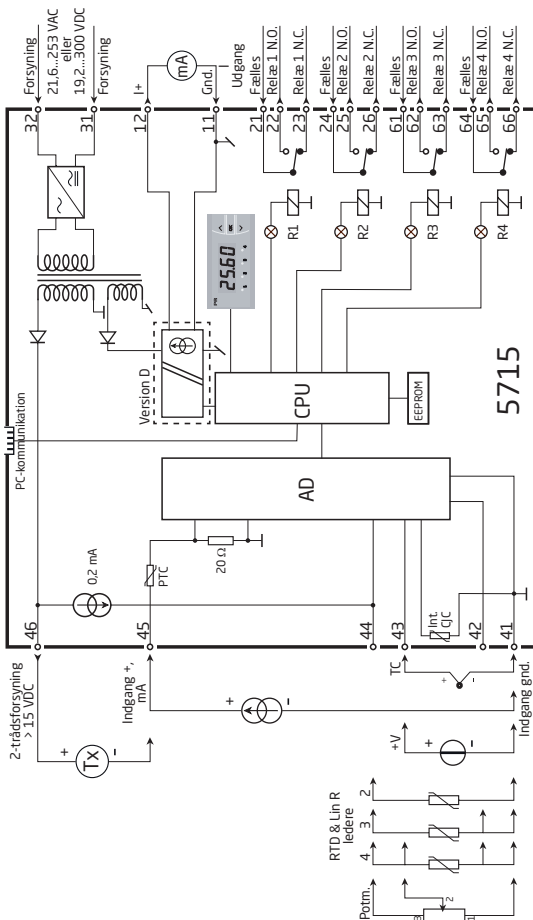 Forsyning
21,6...253 VAC
eller
19,2...300 VDC
Forsyning
32
31
I+
mA
Gnd.
Udgang
12
11
Fælles
Relæ 1 N.O.
Relæ 1 N.C.
21
22
23
Fælles
Relæ 2 N.O.
Relæ 2 N.C.
24
25
26
Fælles
Relæ 3 N.O.
Relæ 3 N.C.
61
62
63
Fælles
Relæ 4 N.O.
Relæ 4 N.C.
64
65
66
R1
R2
R3
R4
25.60
OK
Version D
PC-kommunikation
CPU
EEPROM
5715
AD
0,2 mA
PTC
20 Ω
Int.
CJC
46
45
44
43
42
41
2-trådsforsyning
> 15 VDC
+
Tx
-
Indgang +,
mA
+
-
TC
+
-
Indgang gnd.
+V
+
-
RTD & Lin R
ledere
2
3
4
Potm.
3
2
1